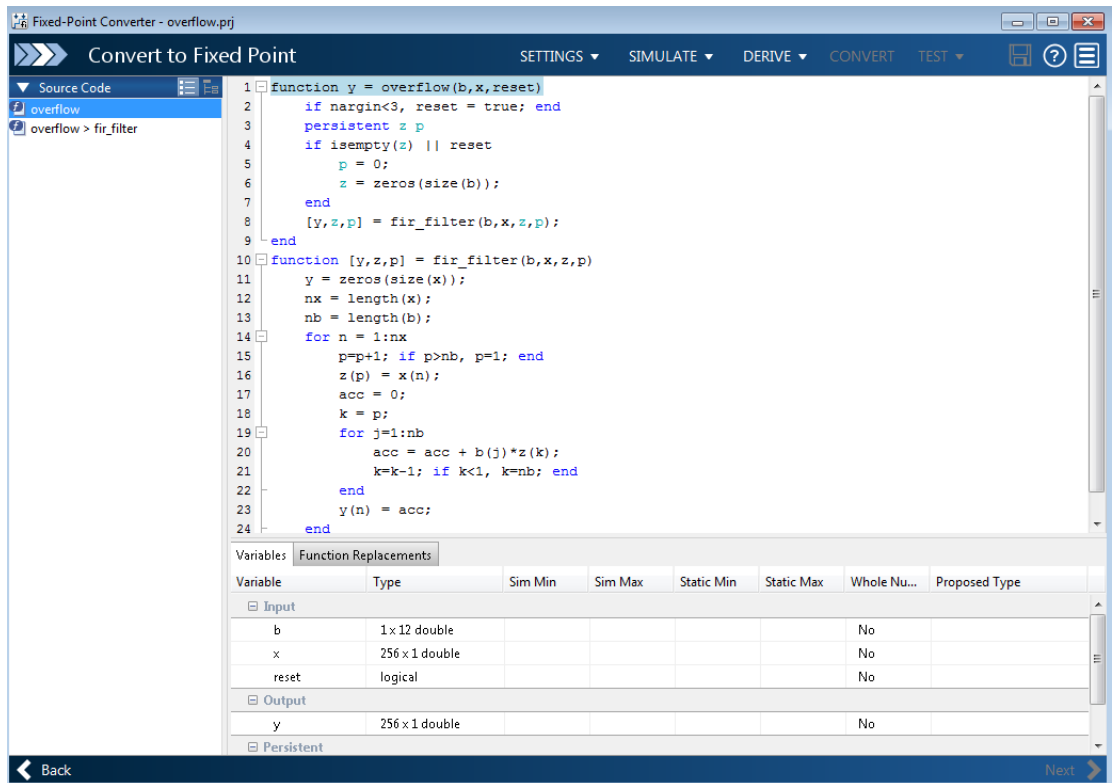 Fixed-Point Converter - overflow.prj
Convert to Fixed Point
SETTINGS SIMULATE DERIVE CONVERT TEST
Source Code
overflow
overflow > fir_filter
1 function y = overflow(b,x,reset)
2 if nargin<3, reset = true; end
3 persistent z p
4 if isempty(z) || reset
5 p = 0;
6 z = zeros(size(b));
7 end
8 [y,z,p] = fir_filter(b,x,z,p);
9 end
10 function [y,z,p] = fir_filter(b,x,z,p)
11 y = zeros(size(x));
12 nx = length(x);
13 nb = length(b);
14 for n = 1:nx
15 p=p+1; if p>nb, p=1; end
16 z(p) = x(n);
17 acc = 0;
18 k = p;
19 for j=1:nb
20 acc = acc + b(j)*z(k);
21 k=k-1; if k<1, k=nb; end
22 end
23 y(n) = acc;
24 end
Variables Function Replacements
Variable Type Sim Min Sim Max Static Min Static Max Whole Nu... Proposed Type
Input
b 1 x 12 double No
x 256 x 1 double No
reset logical No
Output
y 256 x 1 double No
Persistent
Back Next